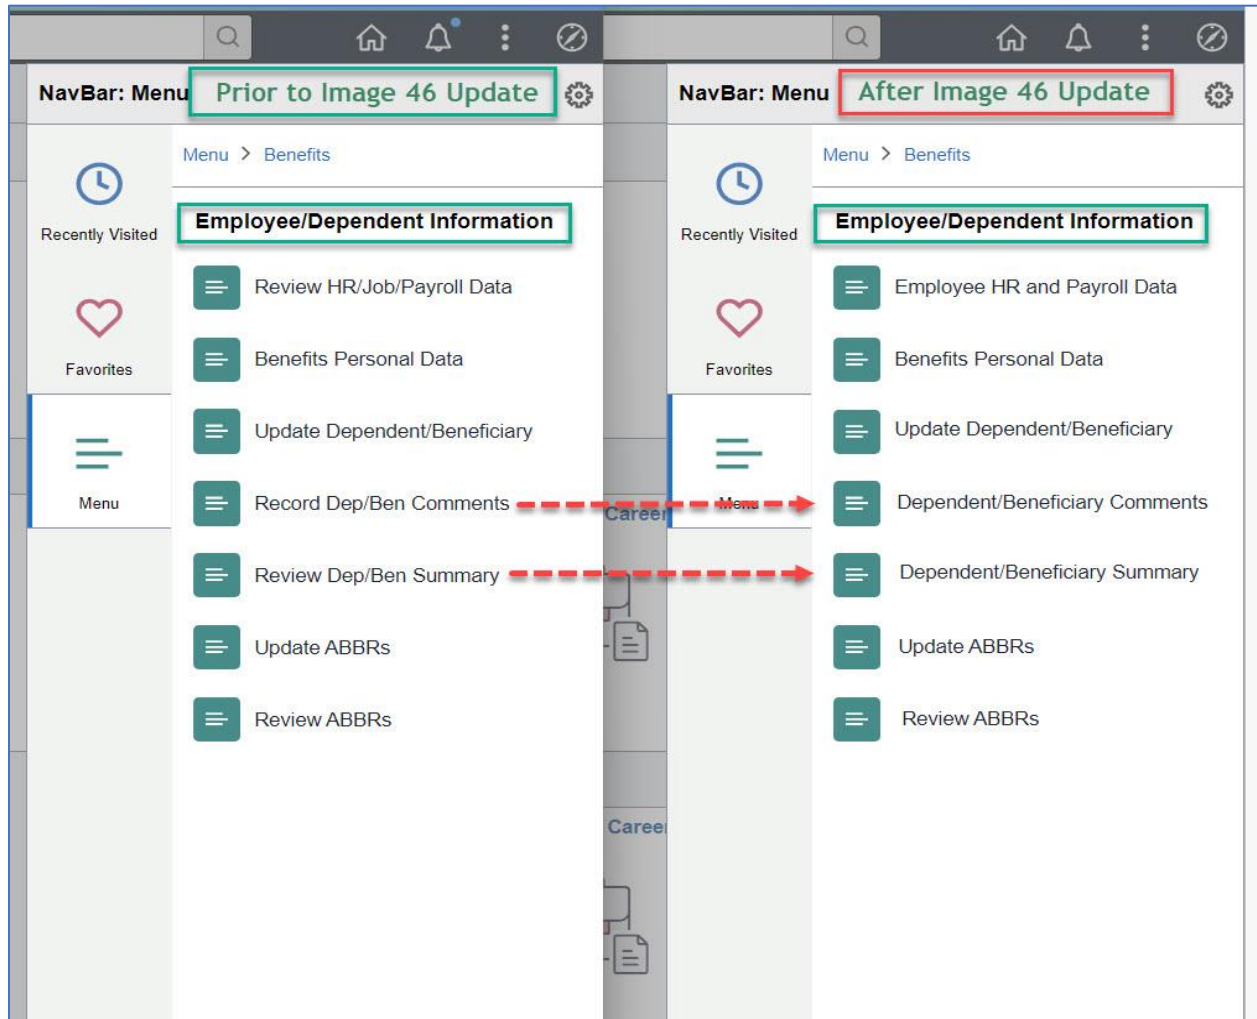 NavBar: Menu
Prior to Image 46 Update
Menu > Benefits
Recently Visited
Employee/Dependent Information
Review HR/Job/Payroll Data
Favorites
Benefits Personal Data
Update Dependent/Beneficiary
Menu
Record Dep/Ben Comments
Review Dep/Ben Summary
Update ABBRs
Review ABBRs
Career
Career
NavBar: Menu
After Image 46 Update
Menu > Benefits
Recently Visited
Employee/Dependent Information
Employee HR and Payroll Data
Favorites
Benefits Personal Data
Update Dependent/Beneficiary
Menu
Dependent/Beneficiary Comments
Dependent/Beneficiary Summary
Update ABBRs
Review ABBRs